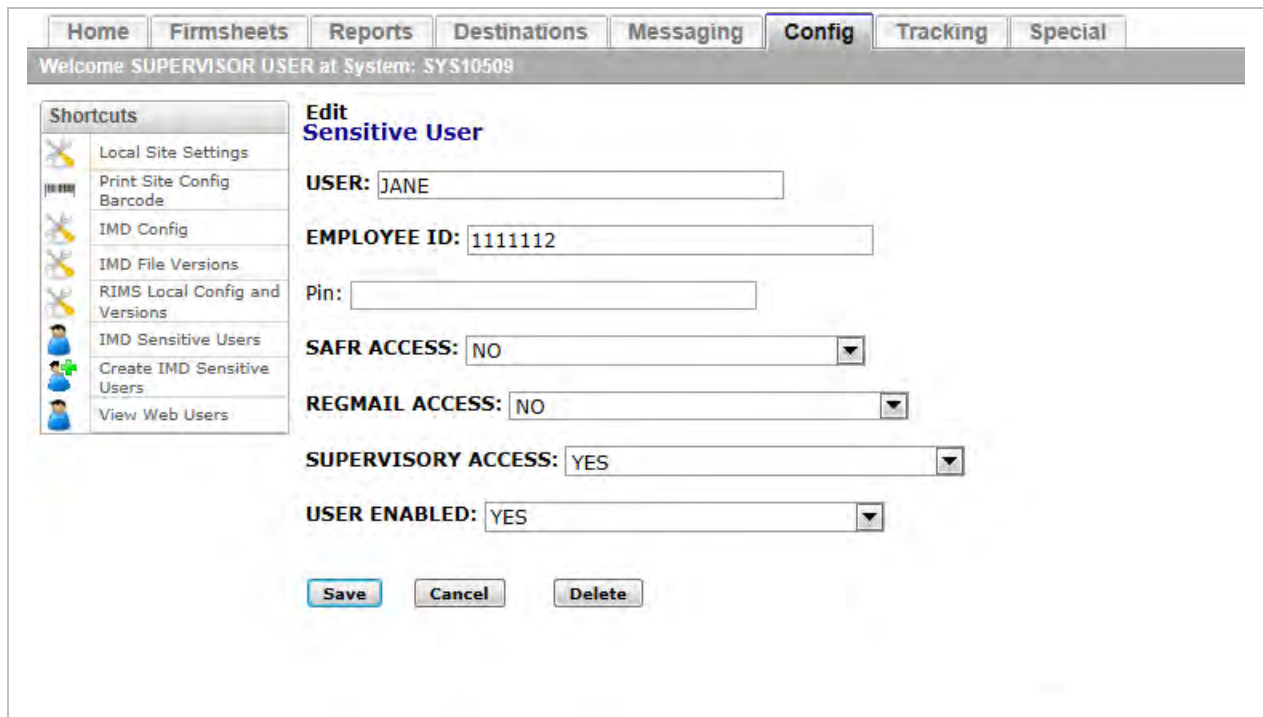 Home Firmsheets Reports Destinations Messaging Config Tracking Special
Welcome SUPERVISOR USER at System: SYS10509
Shortcuts
Local Site Settings
Print Site Config
Barcode
IMD Config
IMD File Versions
RIMS Local Config and
Versions
IMD Sensitive Users
Create IMD Sensitive
Users
View Web Users
Edit
Sensitive User
USER: JANE
EMPLOYEE ID: 1111112
Pin:
SAFR ACCESS: NO
REGMAIL ACCESS: NO
SUPERVISORY ACCESS: YES
USER ENABLED: YES
Save Cancel Delete